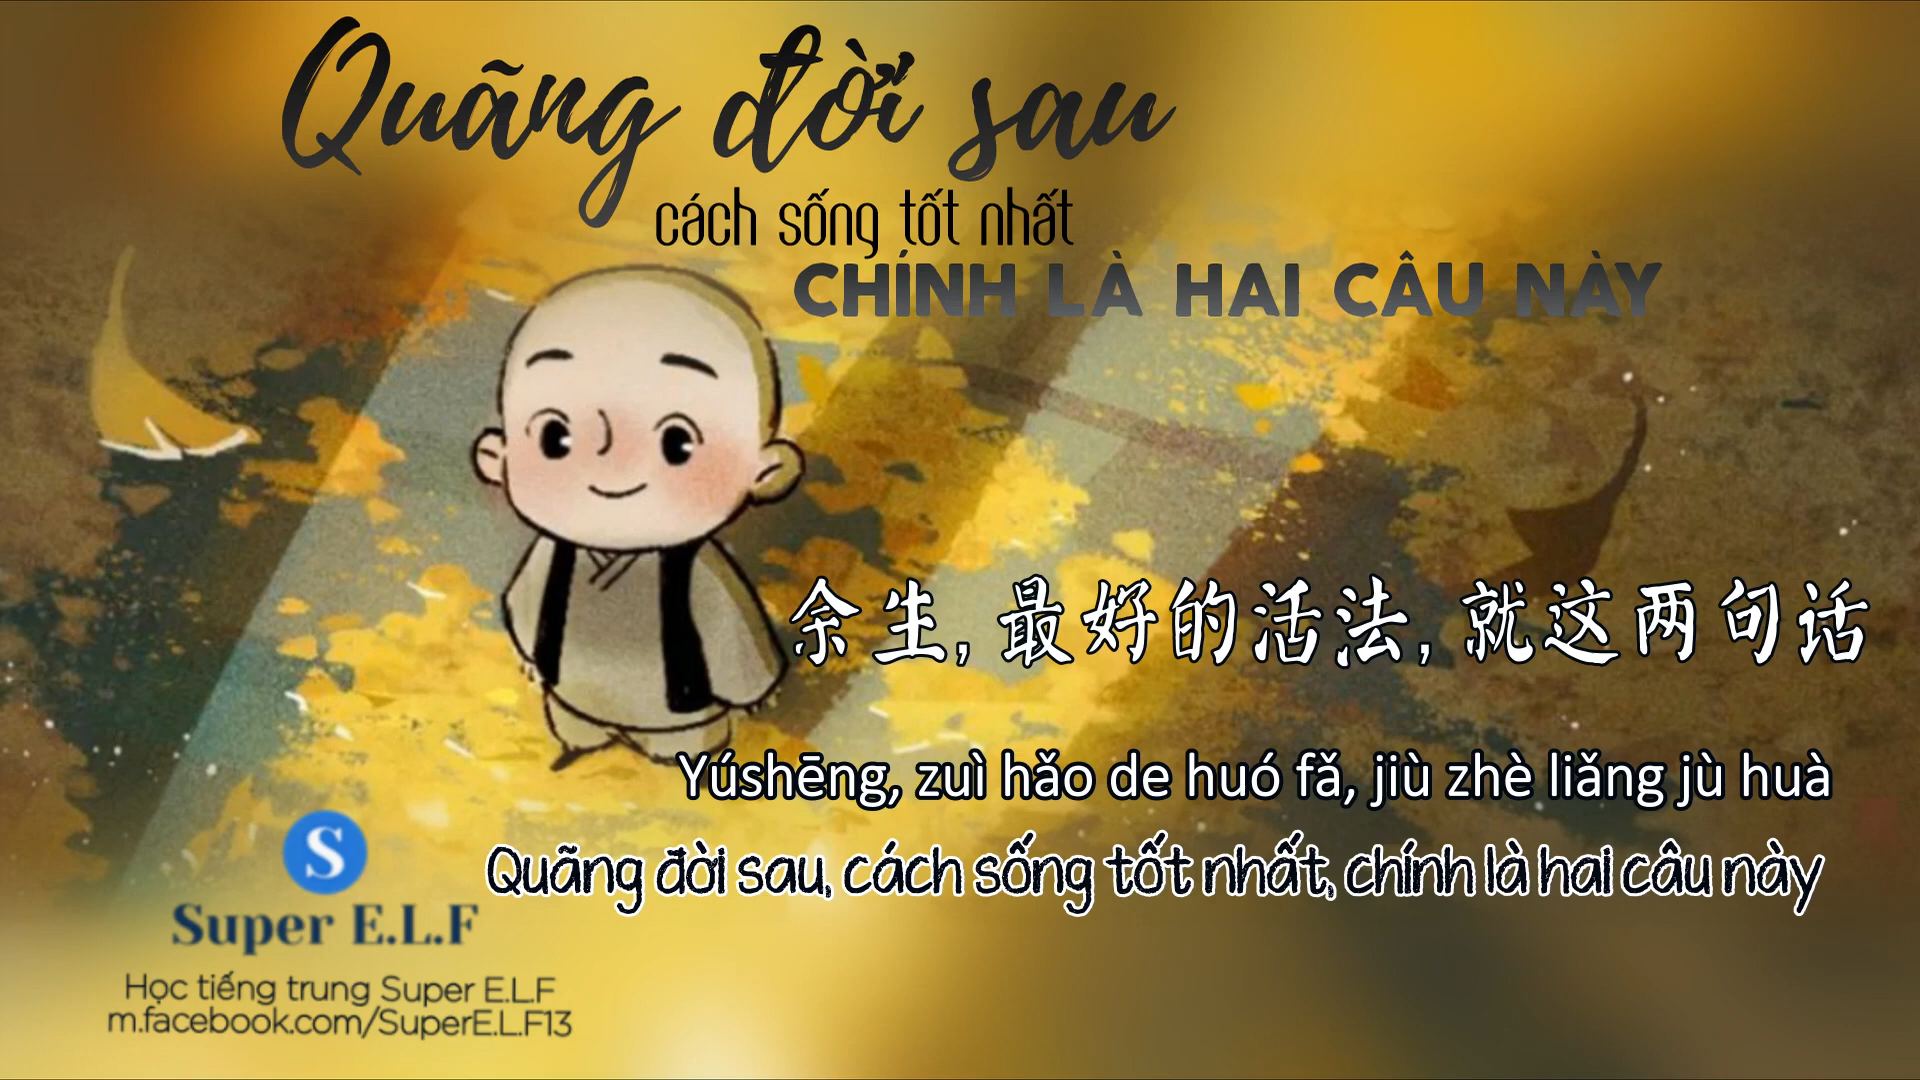 Quãng đời sau
cách sống tốt nhất
CHÍNH LÀ HAI CÂU NÀY
余生,最好的活法,就这两句话
Yúshēng, zuì hǎo de huó fǎ, jiù zhè liǎng jù huà
Quãng đời sau, cách sống tốt nhất, chính là hai câu này
S
Super E.L.F
Học tiếng trung Super E.L.F
m.facebook.com/SuperE.L.F13